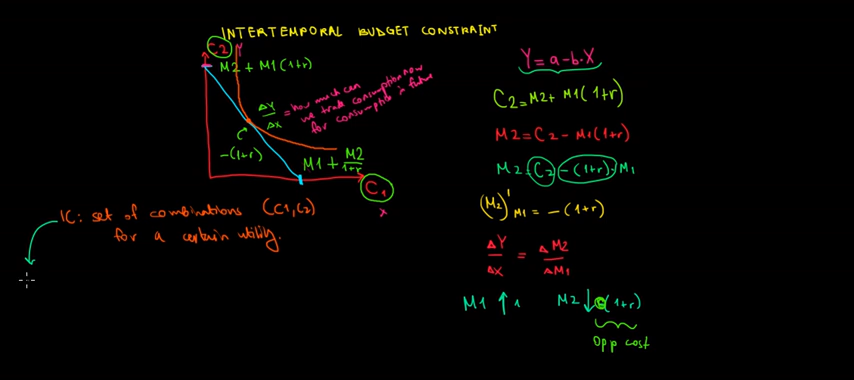 INTERTEMPORAL BUDGET CONSTRAINT
C2 Y
M2 + M1(1+r)
ΔY/ΔX = how much can
we trade consumption now
for consumption in future
-(1+r)
M1 + M2/1+r
C1
x
IC: set of combinations (C1, C2)
for a certain utility.
Y = a - b·X
C2 = M2 + M1(1+r)
M2 = C2 - M1(1+r)
M2 = C2 -(1+r)·M1
(M2)'M1 = -(1+r)
ΔY/ΔX = ΔM2/ΔM1
M1 ↑ 1 M2 ↓ (1+r)
Opp cost